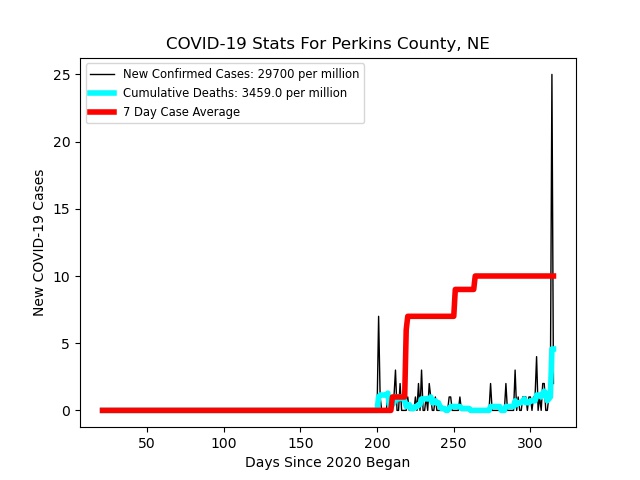 COVID-19 Stats For Perkins County, NE
New Confirmed Cases: 29700 per million
Cumulative Deaths: 3459.0 per million
7 Day Case Average
New COVID-19 Cases
25
20
15
10
5
0
50 100 150 200 250 300
Days Since 2020 Began